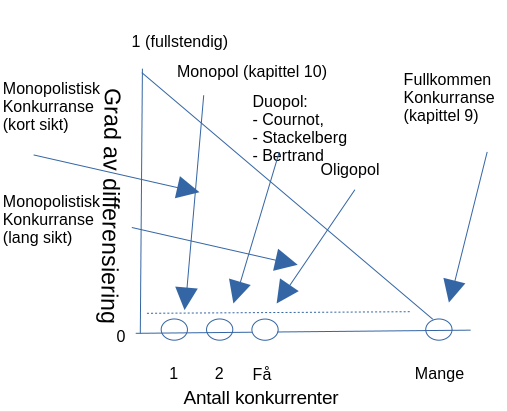 1 (fullstendig)
Monopol (kapittel 10)
Monopolistisk
Konkurranse
(kort sikt)
Duopol:
- Cournot,
- Stackelberg
- Bertrand
Fullkommen
Konkurranse
(kapittel 9)
Oligopol
Grad av differensiering
Monopolistisk
Konkurranse
(lang sikt)
0
1 2 Få Mange
Antall konkurrenter